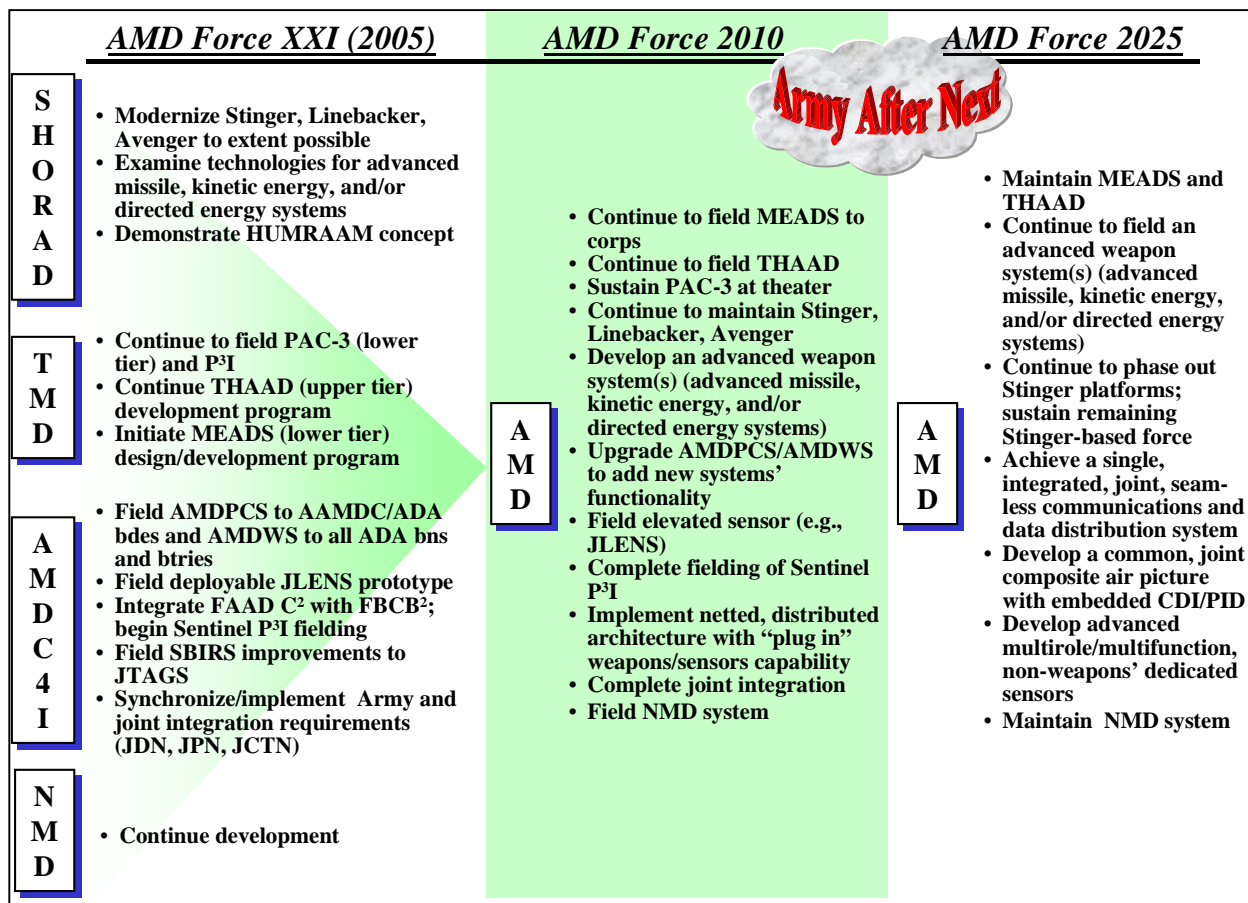 AMD Force XXI (2005)
AMD Force 2010
AMD Force 2025
Army After Next
SHORAD
• Modernize Stinger, Linebacker,
Avenger to extent possible
• Examine technologies for advanced
missile, kinetic energy, and/or
directed energy systems
• Demonstrate HUMRAAM concept
TMD
• Continue to field PAC-3 (lower
tier) and P³I
• Continue THAAD (upper tier)
development program
• Initiate MEADS (lower tier)
design/development program
AMDC4I
• Field AMDPCS to AAMDC/ADA
bdes and AMDWS to all ADA bns
and btries
• Field deployable JLENS prototype
• Integrate FAAD C² with FBCB²;
begin Sentinel P³I fielding
• Field SBIRS improvements to
JTAGS
• Synchronize/implement Army and
joint integration requirements
(JDN, JPN, JCTN)
NMD
• Continue development
AMD
• Continue to field MEADS to
corps
• Continue to field THAAD
• Sustain PAC-3 at theater
• Continue to maintain Stinger,
Linebacker, Avenger
• Develop an advanced weapon
system(s) (advanced missile,
kinetic energy, and/or
directed energy systems)
• Upgrade AMDPCS/AMDWS
to add new systems’
functionality
• Field elevated sensor (e.g.,
JLENS)
• Complete fielding of Sentinel
P³I
• Implement netted, distributed
architecture with “plug in”
weapons/sensors capability
• Complete joint integration
• Field NMD system
AMD
• Maintain MEADS and
THAAD
• Continue to field an
advanced weapon
system(s) (advanced
missile, kinetic energy,
and/or directed energy
systems)
• Continue to phase out
Stinger platforms;
sustain remaining
Stinger-based force
• Achieve a single,
integrated, joint, seam-
less communications and
data distribution system
• Develop a common, joint
composite air picture
with embedded CDI/PID
• Develop advanced
multirole/multifunction,
non-weapons’ dedicated
sensors
• Maintain NMD system